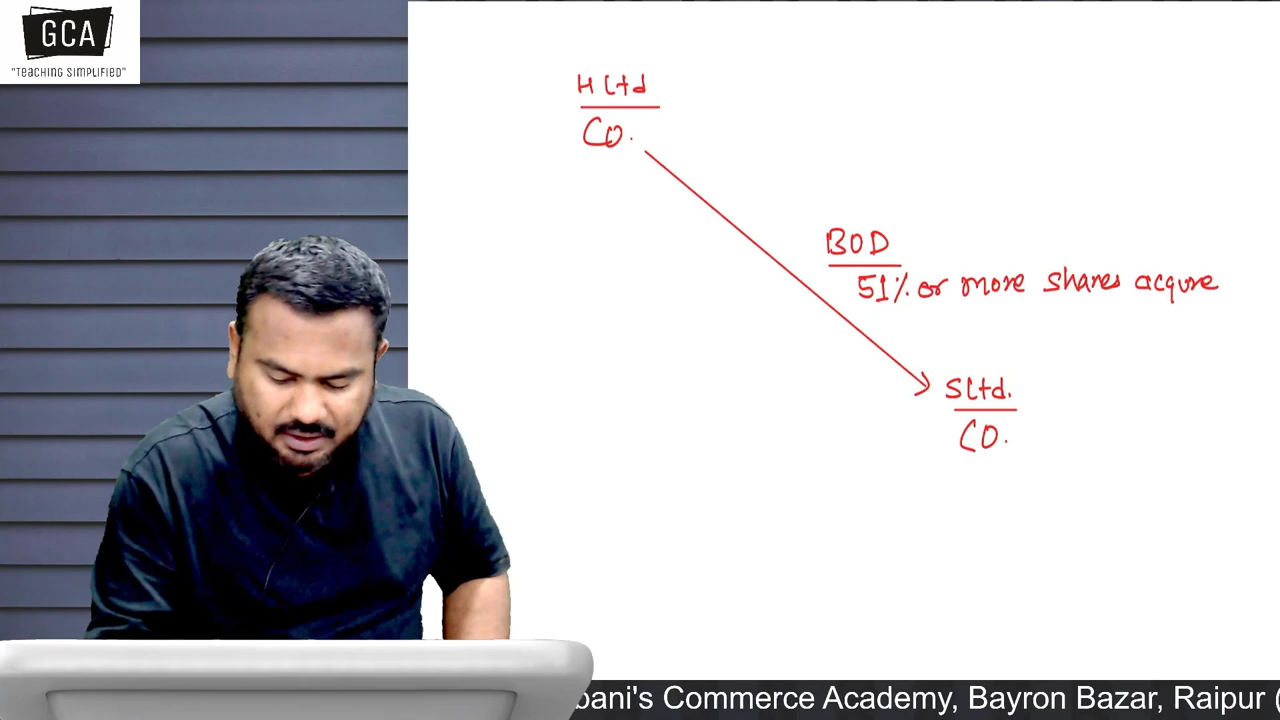 GCA
"Teaching Simplified"
H Ltd
CO.
BOD
51% or more shares acqure
S Ltd.
CO.
bani's Commerce Academy, Bayron Bazar, Raipur (